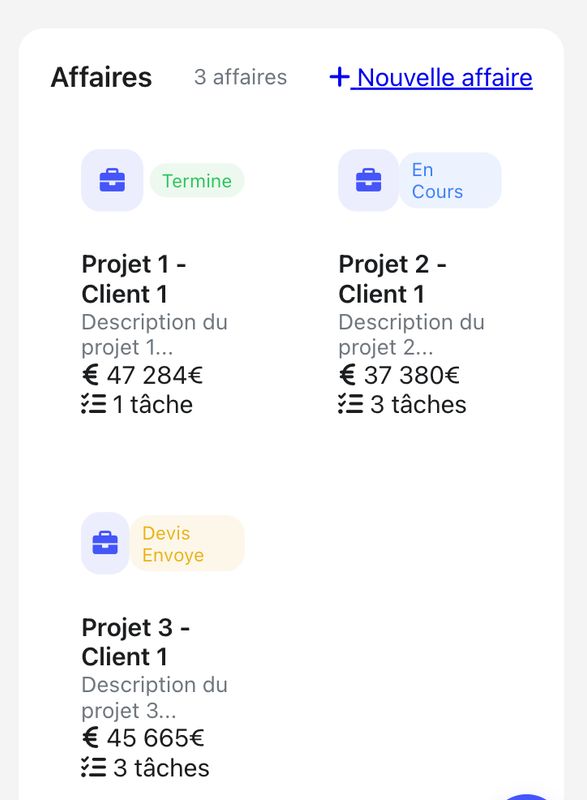 Affaires 3 affaires + Nouvelle affaire
Termine
En
Cours
Projet 1 -
Client 1
Description du
projet 1...
€ 47 284€
1 tâche
Projet 2 -
Client 1
Description du
projet 2...
€ 37 380€
3 tâches
Devis
Envoye
Projet 3 -
Client 1
Description du
projet 3...
€ 45 665€
3 tâches